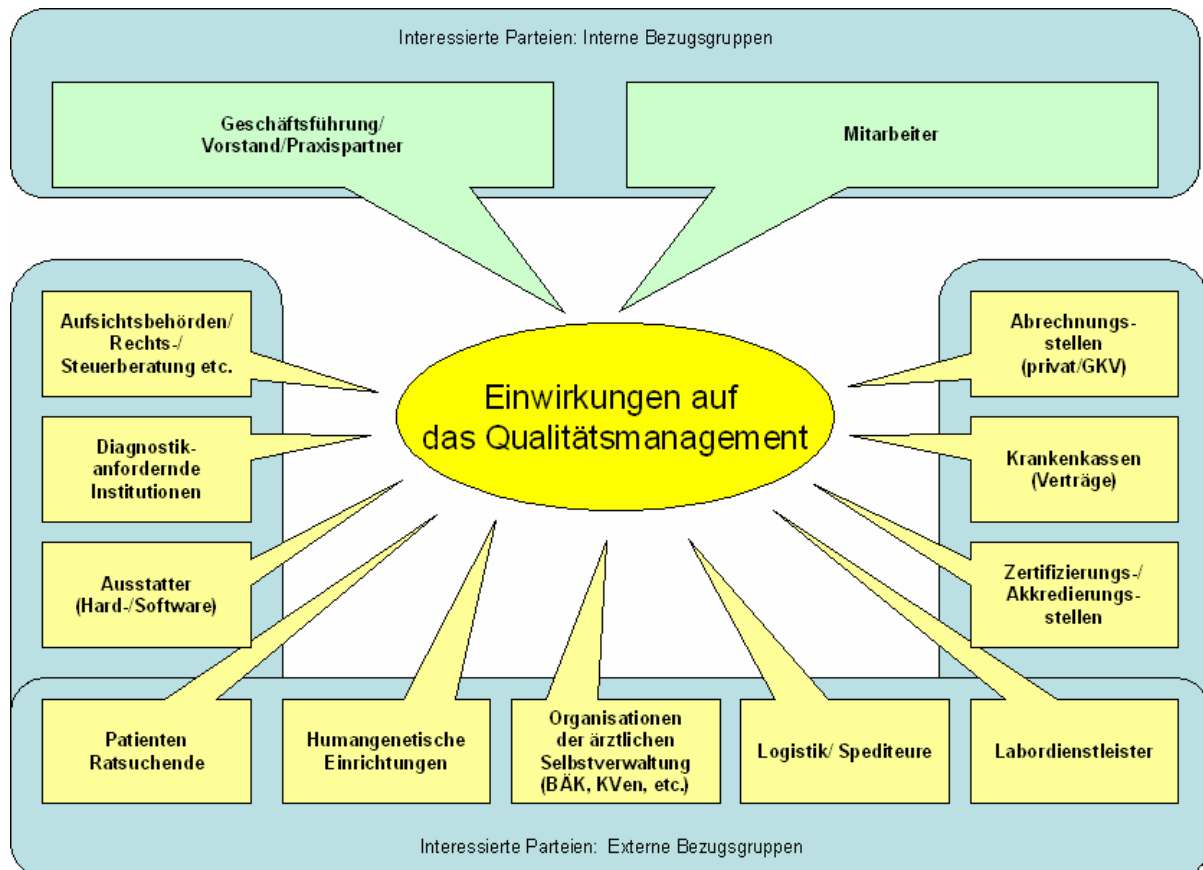 Interessierte Parteien: Interne Bezugsgruppen
Geschäftsführung/
Vorstand/Praxispartner
Mitarbeiter
Aufsichtsbehörden/
Rechts-/
Steuerberatung etc.
Diagnostik-
anfordernde
Institutionen
Ausstatter
(Hard-/Software)
Einwirkungen auf
das Qualitätsmanagement
Abrechnungs-
stellen
(privat/GKV)
Krankenkassen
(Verträge)
Zertifizierungs-/
Akkredierungs-
stellen
Patienten
Ratsuchende
Humangenetische
Einrichtungen
Organisationen
der ärztlichen
Selbstverwaltung
(BÄK, KVen, etc.)
Logistik/ Spediteure
Labordienstleister
Interessierte Parteien:  Externe Bezugsgruppen